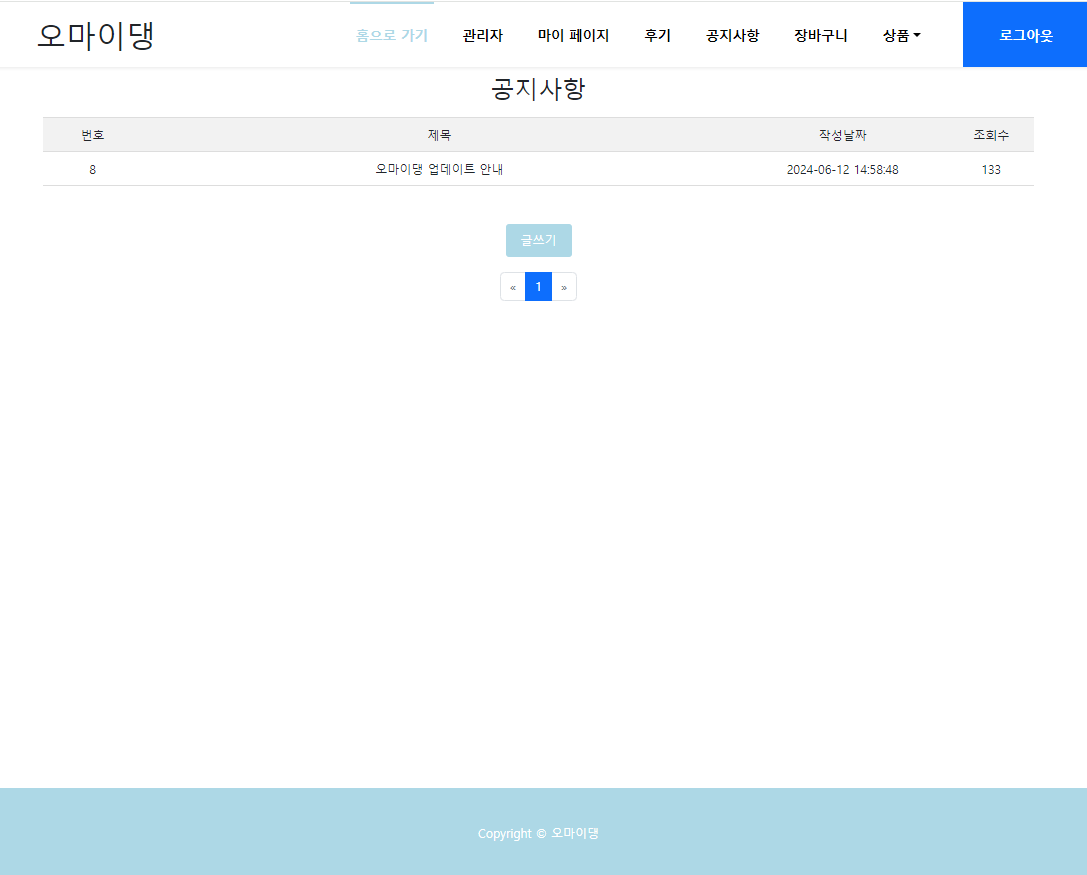 오마이댕 홈으로 가기 관리자 마이 페이지 후기 공지사항 장바구니 상품 로그아웃
공지사항
번호 제목 작성날짜 조회수
8 오마이댕 업데이트 안내 2024-06-12 14:58:48 133
글쓰기
« 1 »
Copyright © 오마이댕